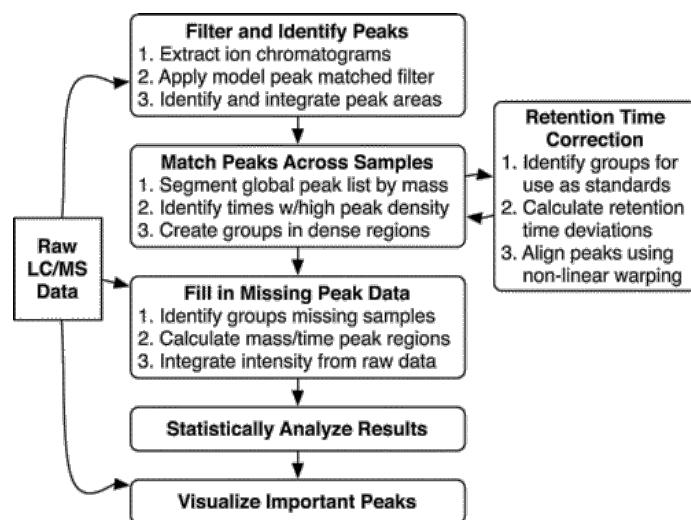 Filter and Identify Peaks
1. Extract ion chromatograms
2. Apply model peak matched filter
3. Identify and integrate peak areas
Match Peaks Across Samples
1. Segment global peak list by mass
2. Identify times w/high peak density
3. Create groups in dense regions
Retention Time
Correction
1. Identify groups for
use as standards
2. Calculate retention
time deviations
3. Align peaks using
non-linear warping
Raw
LC/MS
Data
Fill in Missing Peak Data
1. Identify groups missing samples
2. Calculate mass/time peak regions
3. Integrate intensity from raw data
Statistically Analyze Results
Visualize Important Peaks